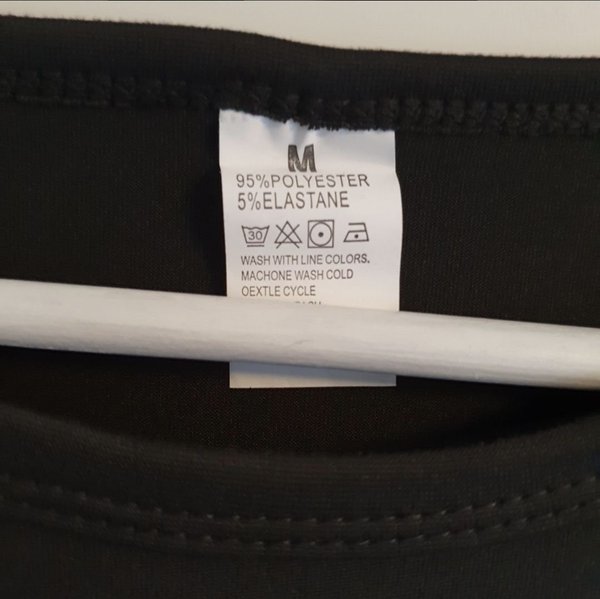 M
95%POLYESTER
5%ELASTANE
30
WASH WITH LINE COLORS.
MACHONE WASH COLD
OEXTLE CYCLE